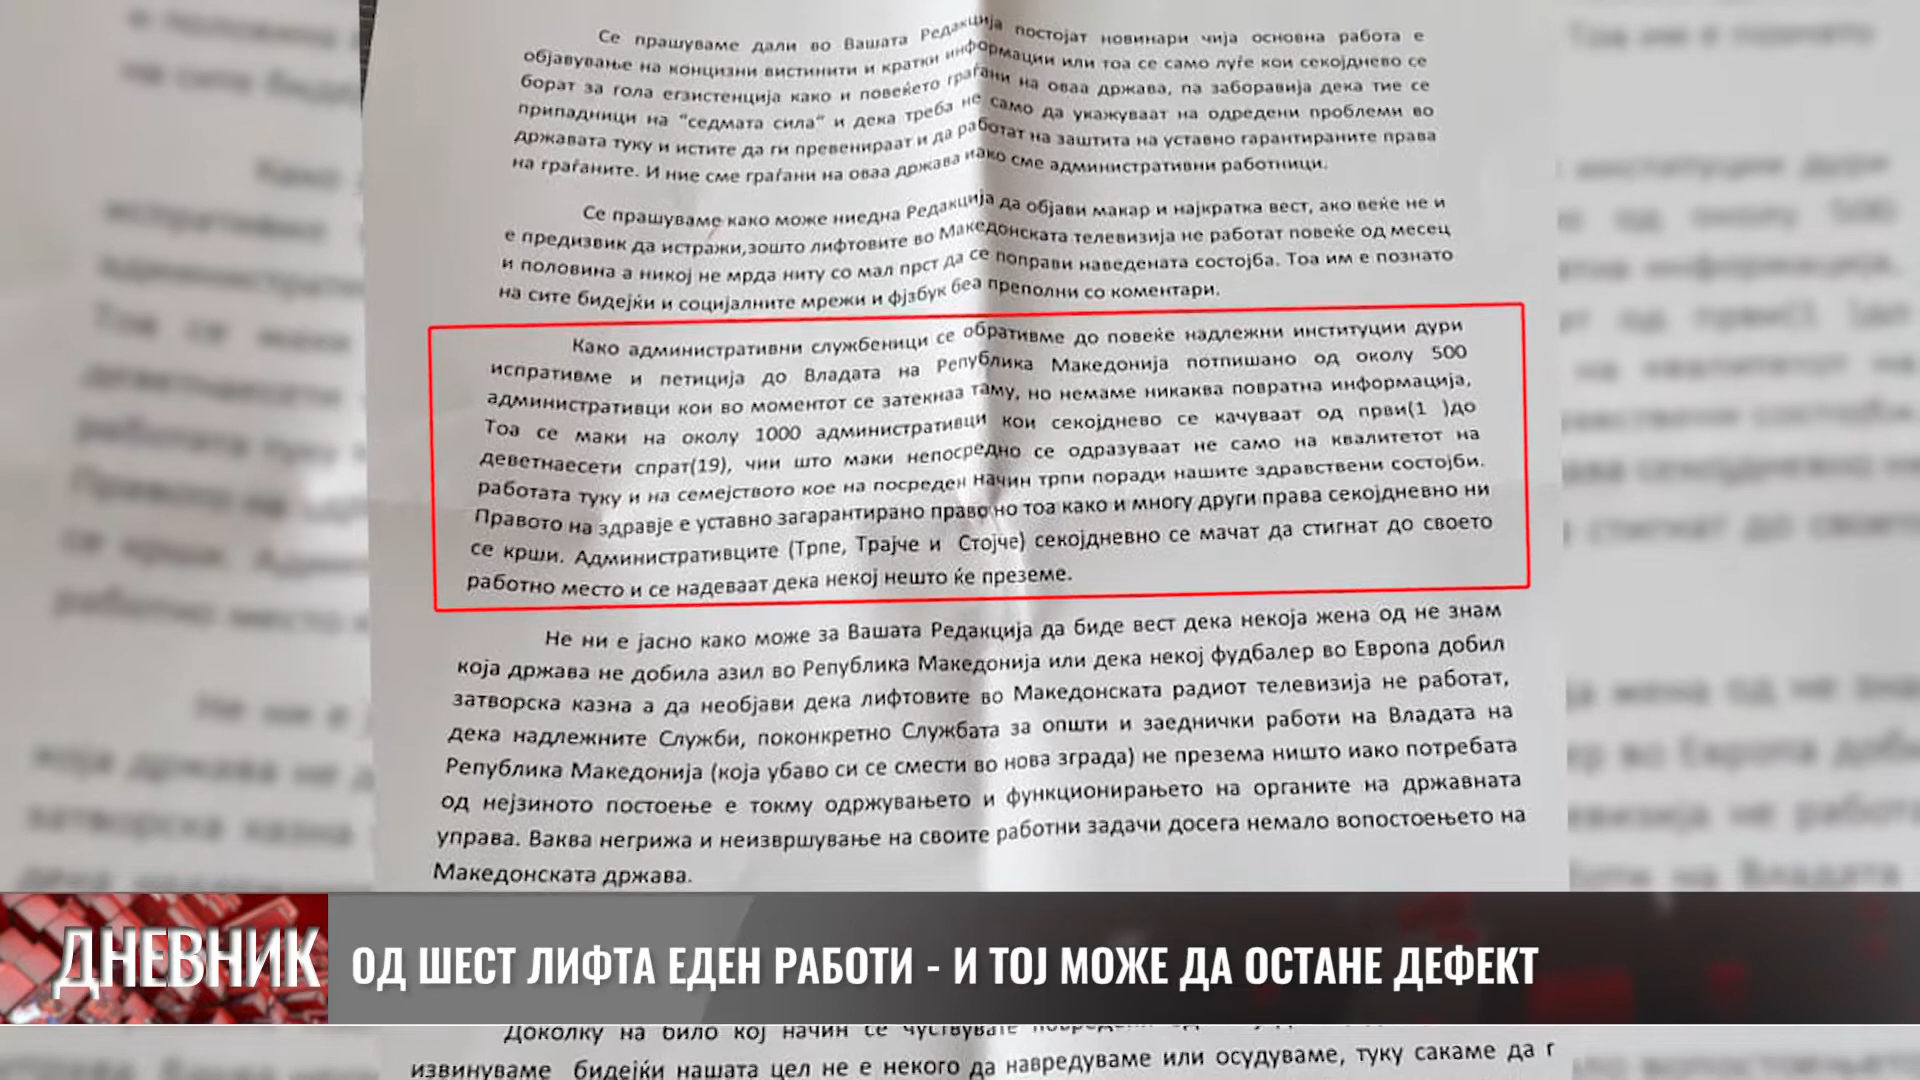 Се прашуваме дали во Вашата Редакција постојат новинари чија основна работа е
објавување на концизни вистинити и кратки информации или тоа се само луѓе кои секојдневно се
борат за гола егзистенција како и повеќето граѓани на оваа држава, па заборавија дека тие се
припадници на “седмата сила“ и дека треба не само да укажуваат на одредени проблеми во
државата туку и истите да ги превенираат и да работат на заштита на уставно гарантираните права
на граѓаните. И ние сме граѓани на оваа држава иако сме административни работници.
Се прашуваме како може ниедна Редакција да објави макар и најкратка вест, ако веќе не и
е предизвик да истражи,зошто лифтовите во Македонската телевизија не работат повеќе од месец
и половина а никој не мрда ниту со мал прст да се поправи наведената состојба. Тоа им е познато
на сите бидејќи и социјалните мрежи и фјзбук беа преполни со коментари.
Како административни службеници се обративме до повеќе надлежни институции дури
испративме и петиција до Владата на Република Македонија потпишано од околу 500
административци кои во моментот се затекнаа таму, но немаме никаква повратна информација,
Тоа се маки на околу 1000 административци кои секојдневно се качуваат од први(1 )до
деветнаесети спрат(19), чии што маки непосредно се одразуваат не само на квалитетот на
работата туку и на семејството кое на посреден начин трпи поради нашите здравствени состојби.
Правото на здравје е уставно загарантирано право но тоа како и многу други права секојдневно ни
се крши. Административците (Трпе, Трајче и Стојче) секојдневно се мачат да стигнат до своето
работно место и се надеваат дека некој нешто ќе преземе.
Не ни е јасно како може за Вашата Редакција да биде вест дека некоја жена од не знам
која држава не добила азил во Република Македонија или дека некој фудбалер во Европа добил
затворска казна а да необјави дека лифтовите во Македонската радиот телевизија не работат,
дека надлежните Служби, поконкретно Службата за општи и заеднички работи на Владата на
Република Македонија (која убаво си се смести во нова зграда) не презема ништо иако потребата
од нејзиното постоење е токму одржувањето и функционирањето на органите на државната
управа. Ваква негрижа и неизвршување на своите работни задачи досега немало вопостоењето на
Македонската држава.
ДНЕВНИК
ОД ШЕСТ ЛИФТА ЕДЕН РАБОТИ - И ТОЈ МОЖЕ ДА ОСТАНЕ ДЕФЕКТ
Доколку на било кој начин се чуствувате
извинуваме бидејќи нашата цел не е некого да навредуваме или осудуваме, туку сакаме да